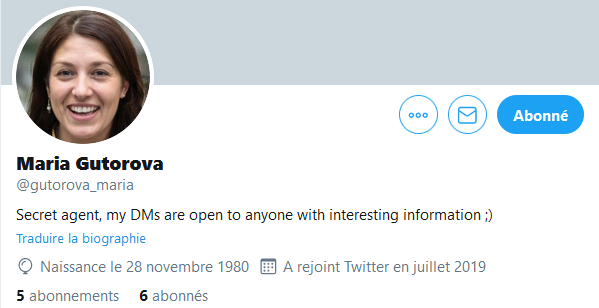 Abonné
Maria Gutorova
@gutorova_maria
Secret agent, my DMs are open to anyone with interesting information ;)
Traduire la biographie
Naissance le 28 novembre 1980 A rejoint Twitter en juillet 2019
5 abonnements 6 abonnés